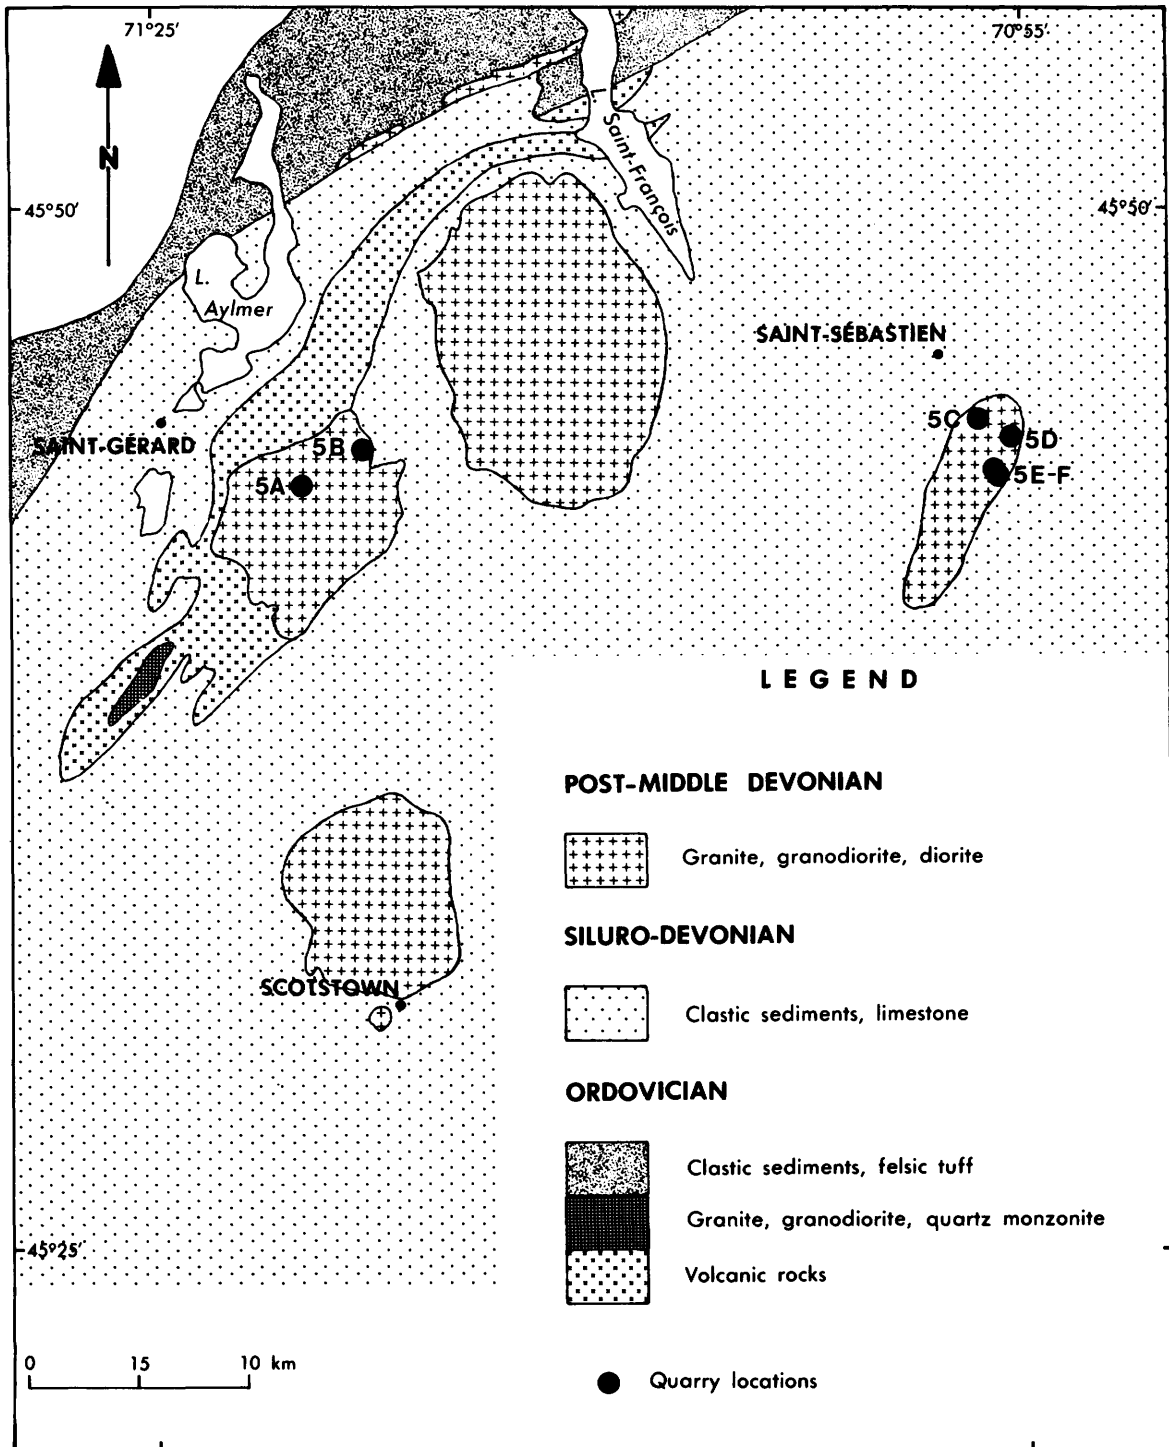 71°25'
70°55'
N
Saint-François
45°50'
45°50'
L.
Aylmer
SAINT-SÉBASTIEN
5C
SAINT-GÉRARD
5B
5D
5A
5E-F
LEGEND
POST-MIDDLE DEVONIAN
Granite, granodiorite, diorite
SILURO-DEVONIAN
SCOTSTOWN
Clastic sediments, limestone
ORDOVICIAN
Clastic sediments, felsic tuff
Granite, granodiorite, quartz monzonite
45°25'
Volcanic rocks
0 15 10 km
Quarry locations